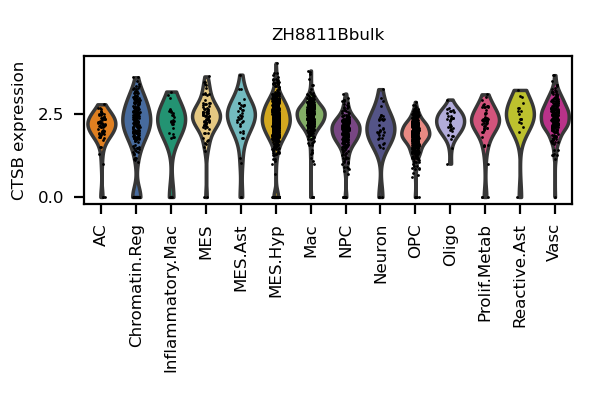 ZH8811Bbulk
CTSB expression
2.5
0.0
AC
Chromatin.Reg
Inflammatory.Mac
MES
MES.Ast
MES.Hyp
Mac
NPC
Neuron
OPC
Oligo
Prolif.Metab
Reactive.Ast
Vasc